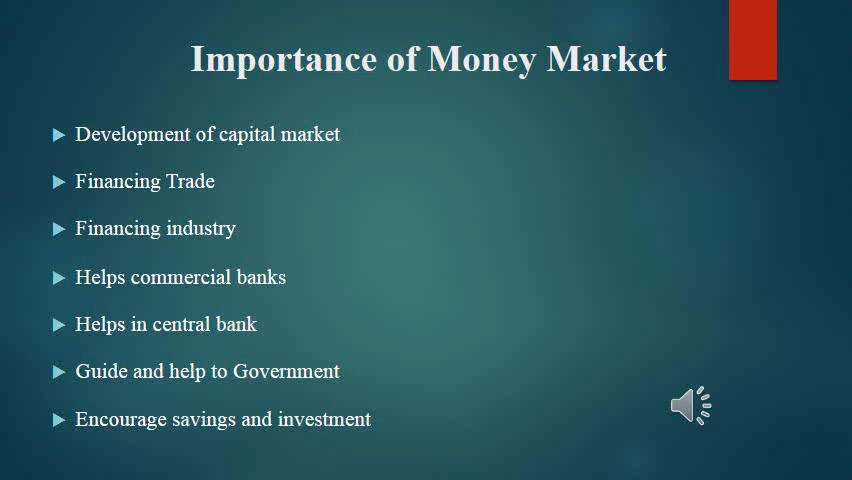 Importance of Money Market
Development of capital market
Financing Trade
Financing industry
Helps commercial banks
Helps in central bank
Guide and help to Government
Encourage savings and investment